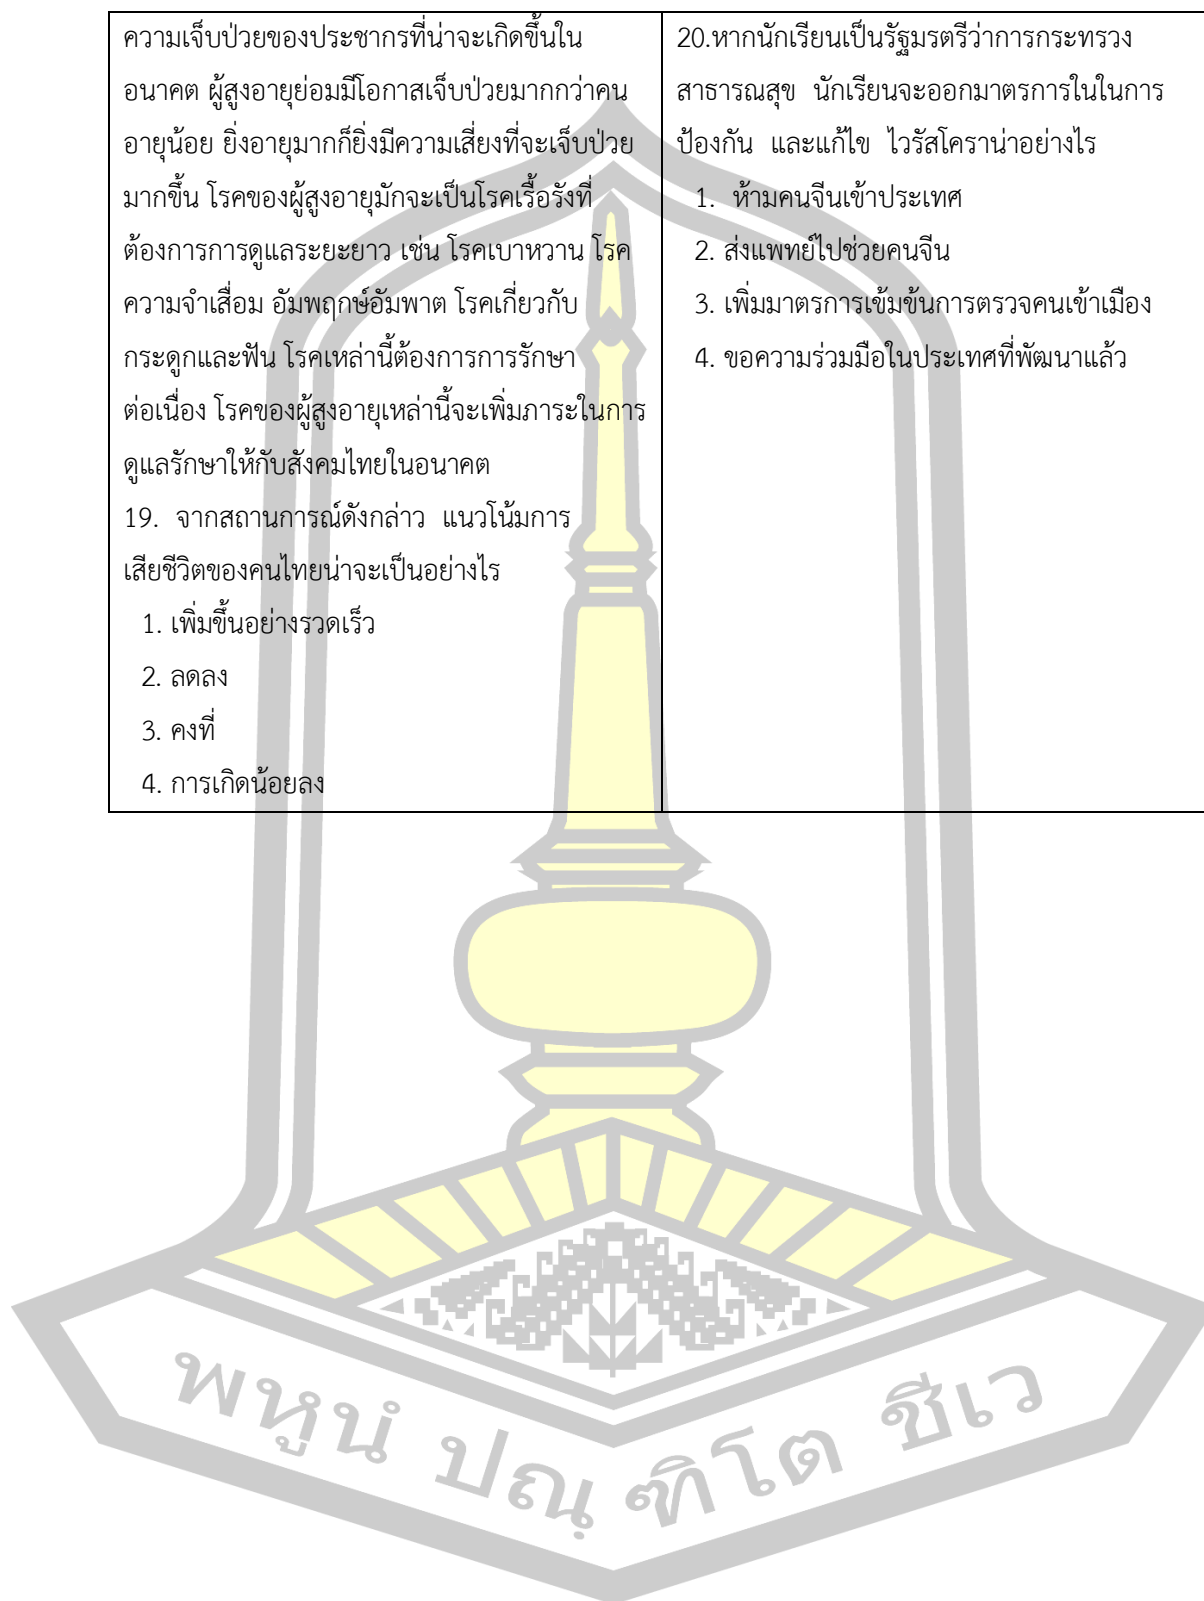 ความเจ็บป่วยของประชากรที่น่าจะเกิดขึ้นใน
อนาคต ผู้สูงอายุย่อมมีโอกาสเจ็บป่วยมากกว่าคน
อายุน้อย ยิ่งอายุมากก็ยิ่งมีความเสี่ยงที่จะเจ็บป่วย
มากขึ้น โรคของผู้สูงอายุมักจะเป็นโรคเรื้อรังที่
ต้องการการดูแลระยะยาว เช่น โรคเบาหวาน โรค
ความจำเสื่อม อัมพฤกษ์อัมพาต โรคเกี่ยวกับ
กระดูกและฟัน โรคเหล่านี้ต้องการการรักษา
ต่อเนื่อง โรคของผู้สูงอายุเหล่านี้จะเพิ่มภาระในการ
ดูแลรักษาให้กับสังคมไทยในอนาคต
19. จากสถานการณ์ดังกล่าว แนวโน้มการ
เสียชีวิตของคนไทยน่าจะเป็นอย่างไร
1. เพิ่มขึ้นอย่างรวดเร็ว
2. ลดลง
3. คงที่
4. การเกิดน้อยลง
20.หากนักเรียนเป็นรัฐมรตรีว่าการกระทรวง
สาธารณสุข นักเรียนจะออกมาตรการในในการ
ป้องกัน และแก้ไข ไวรัสโคราน่าอย่างไร
1. ห้ามคนจีนเข้าประเทศ
2. ส่งแพทย์ไปช่วยคนจีน
3. เพิ่มมาตรการเข้มข้นการตรวจคนเข้าเมือง
4. ขอความร่วมมือในประเทศที่พัฒนาแล้ว
พหูนํ ปณฺฑิโต ชีเว